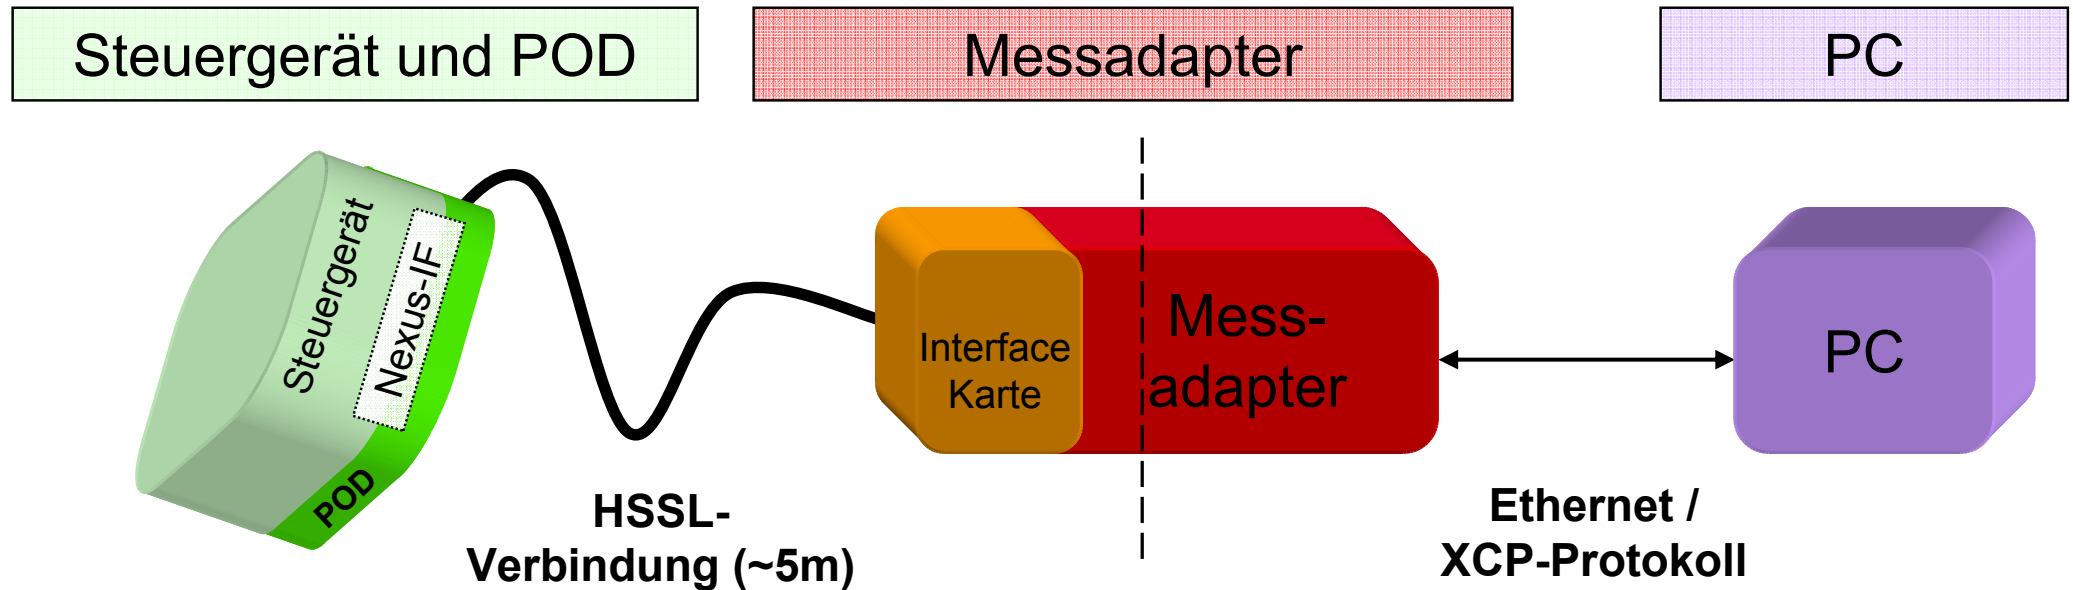 Steuergerät und POD
Messadapter
PC
Steuergerät
Nexus-IF
POD
HSSL-
Verbindung (~5m)
Interface
Karte
Mess-
adapter
Ethernet /
XCP-Protokoll
PC